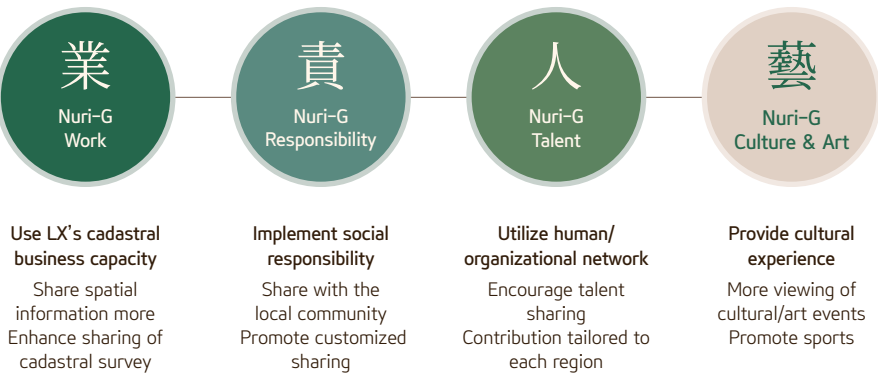 業
Nuri-G
Work
責
Nuri-G
Responsibility
人
Nuri-G
Talent
藝
Nuri-G
Culture & Art
Use LX's cadastral
business capacity
Share spatial
information more
Enhance sharing of
cadastral survey
Implement social
responsibility
Share with the
local community
Promote customized
sharing
Utilize human/
organizational network
Encourage talent
sharing
Contribution tailored to
each region
Provide cultural
experience
More viewing of
cultural/art events
Promote sports